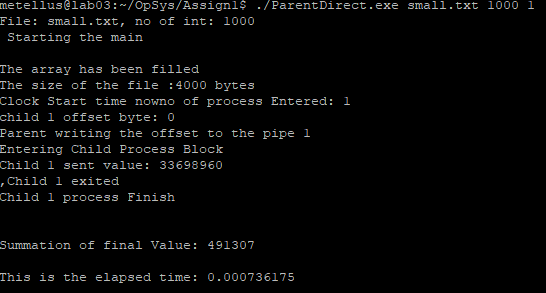 metellus@lab03:~/OpSys/Assign1$ ./ParentDirect.exe small.txt 1000 1
File: small.txt, no of int: 1000
Starting the main
The array has been filled
The size of the file :4000 bytes
Clock Start time nowno of process Entered: 1
child 1 offset byte: 0
Parent writing the offset to the pipe 1
Entering Child Process Block
Child 1 sent value: 33698960
,Child 1 exited
Child 1 process Finish
Summation of final Value: 491307
This is the elapsed time: 0.000736175